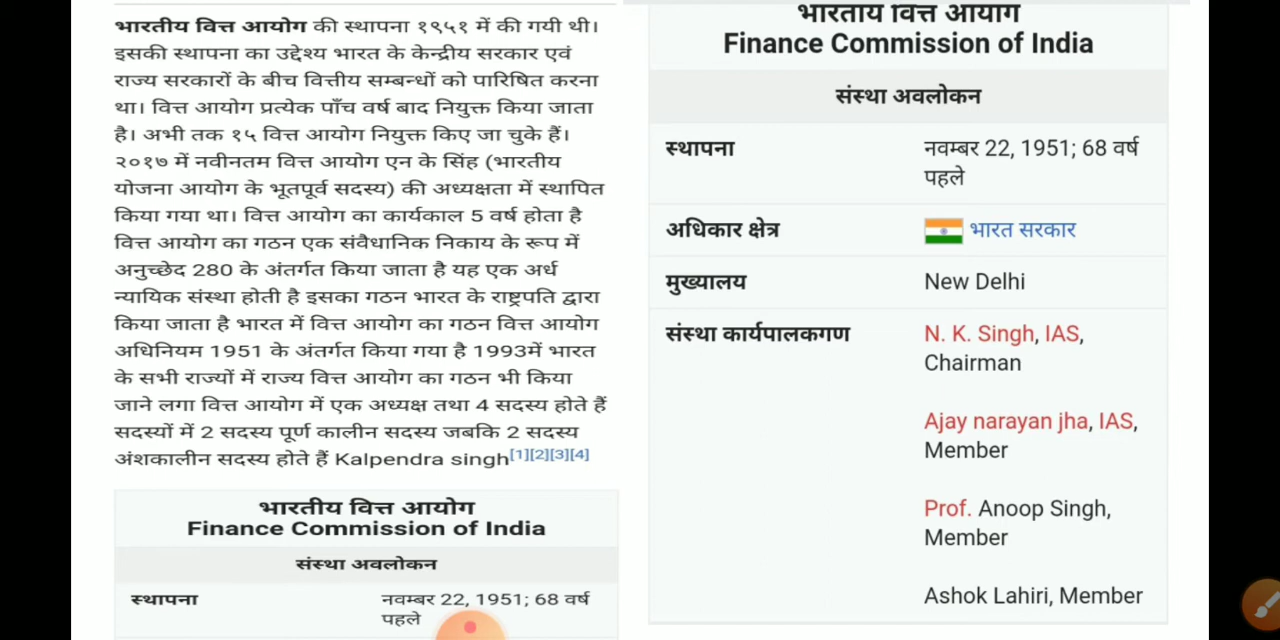 भारतीय वित्त आयोग की स्थापना १९५१ में की गयी थी।
इसकी स्थापना का उद्देश्य भारत के केन्द्रीय सरकार एवं
राज्य सरकारों के बीच वित्तीय सम्बन्धों को पारिषित करना
था। वित्त आयोग प्रत्येक पाँच वर्ष बाद नियुक्त किया जाता
है। अभी तक १५ वित्त आयोग नियुक्त किए जा चुके हैं।
२०१७ में नवीनतम वित्त आयोग एन के सिंह (भारतीय
योजना आयोग के भूतपूर्व सदस्य) की अध्यक्षता में स्थापित
किया गया था। वित्त आयोग का कार्यकाल 5 वर्ष होता है
वित्त आयोग का गठन एक संवैधानिक निकाय के रूप में
अनुच्छेद 280 के अंतर्गत किया जाता है यह एक अर्ध
न्यायिक संस्था होती है इसका गठन भारत के राष्ट्रपति द्वारा
किया जाता है भारत में वित्त आयोग का गठन वित्त आयोग
अधिनियम 1951 के अंतर्गत किया गया है 1993में भारत
के सभी राज्यों में राज्य वित्त आयोग का गठन भी किया
जाने लगा वित्त आयोग में एक अध्यक्ष तथा 4 सदस्य होते हैं
सदस्यों में 2 सदस्य पूर्ण कालीन सदस्य जबकि 2 सदस्य
अंशकालीन सदस्य होते हैं Kalpendra singh[1][2][3][4]
भारतीय वित्त आयोग
Finance Commission of India
संस्था अवलोकन
स्थापना नवम्बर 22, 1951; 68 वर्ष
पहले
भारतीय वित्त आयोग
Finance Commission of India
संस्था अवलोकन
स्थापना नवम्बर 22, 1951; 68 वर्ष
पहले
अधिकार क्षेत्र भारत सरकार
मुख्यालय New Delhi
संस्था कार्यपालकगण N. K. Singh, IAS,
Chairman
Ajay narayan jha, IAS,
Member
Prof. Anoop Singh,
Member
Ashok Lahiri, Member